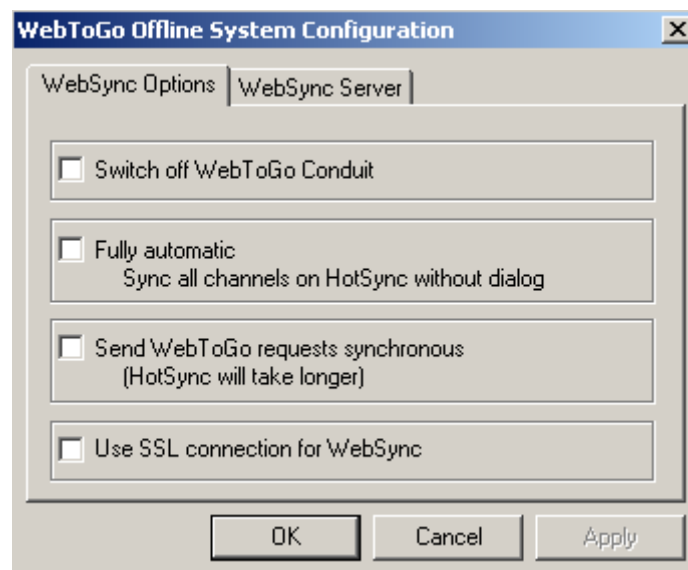 WebToGo Offline System Configuration
WebSync Options
WebSync Server
Switch off WebToGo Conduit
Fully automatic
Sync all channels on HotSync without dialog
Send WebToGo requests synchronous
(HotSync will take longer)
Use SSL connection for WebSync
OK
Cancel
Apply